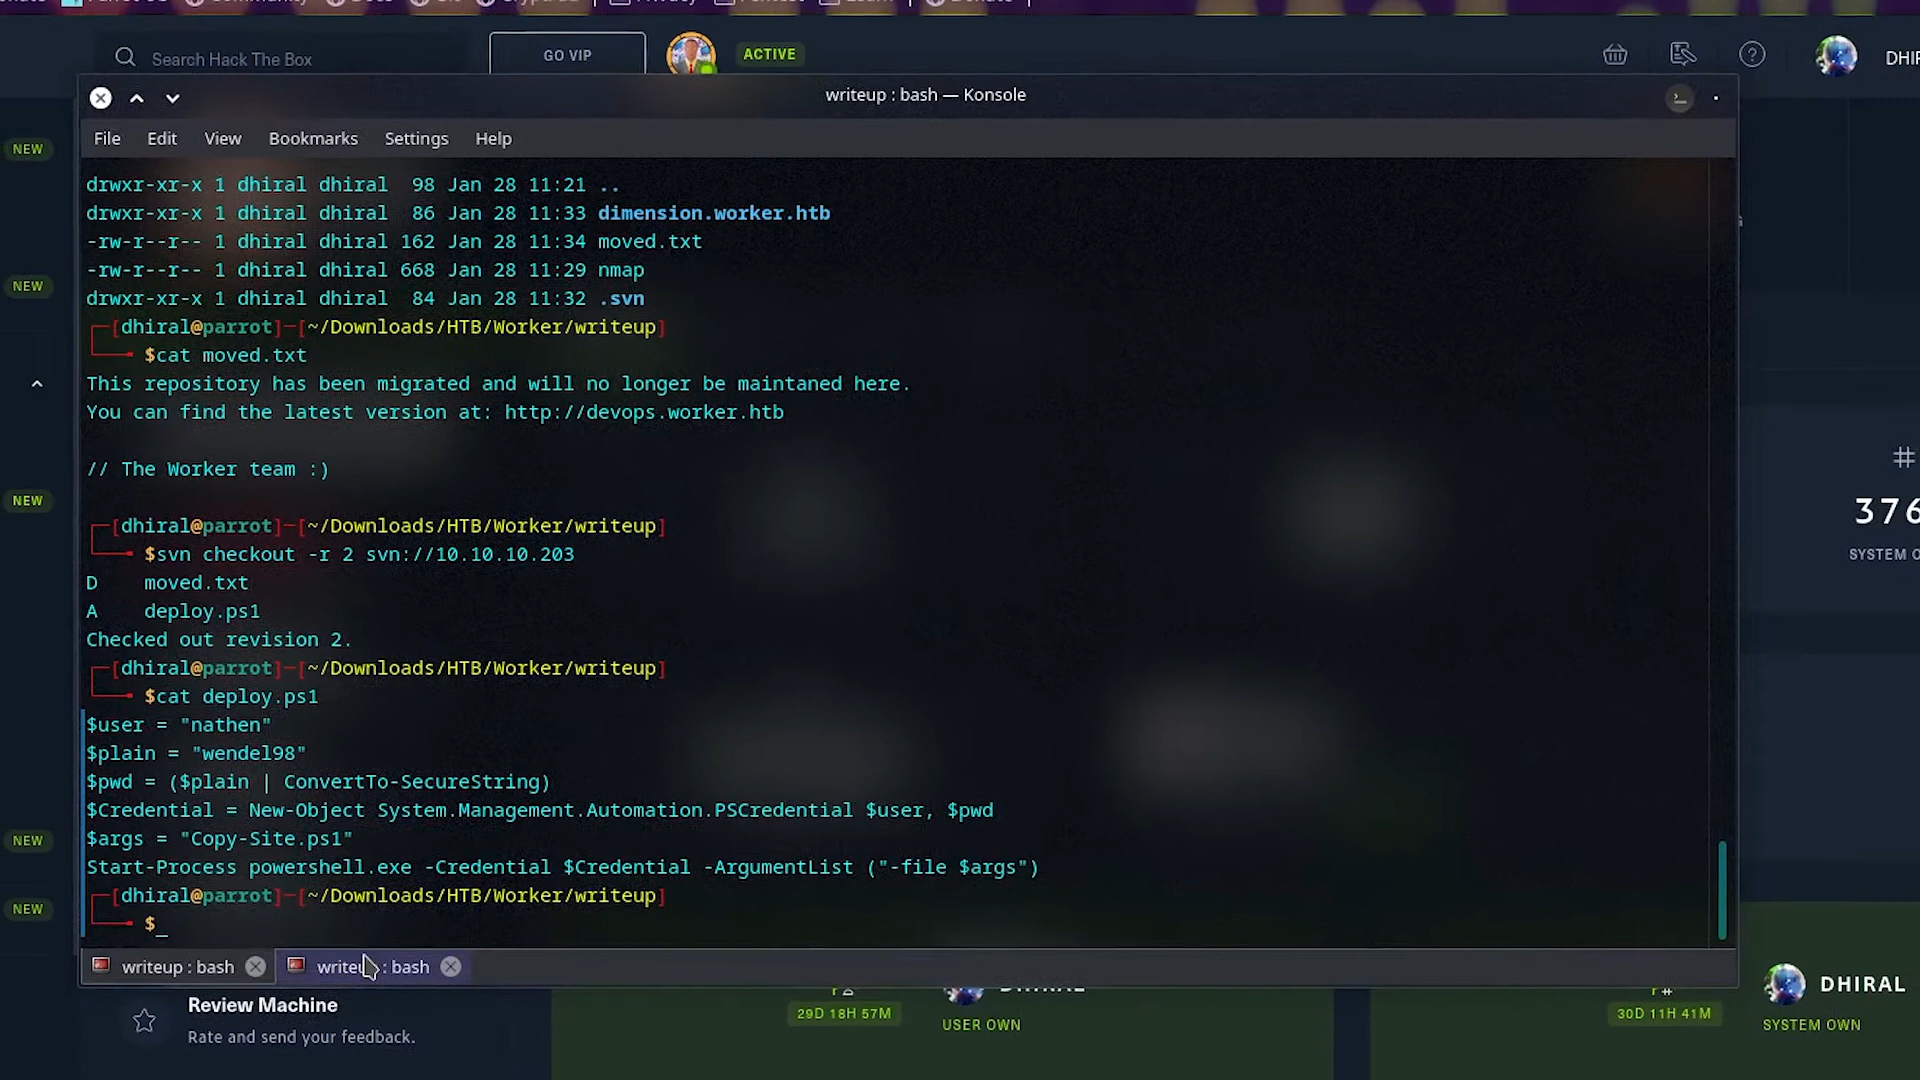 Search Hack The Box
GO VIP
ACTIVE
writeup : bash — Konsole
File Edit View Bookmarks Settings Help
NEW
drwxr-xr-x 1 dhiral dhiral  98 Jan 28 11:21 ..
drwxr-xr-x 1 dhiral dhiral  86 Jan 28 11:33 dimension.worker.htb
-rw-r--r-- 1 dhiral dhiral 162 Jan 28 11:34 moved.txt
-rw-r--r-- 1 dhiral dhiral 668 Jan 28 11:29 nmap
NEW
drwxr-xr-x 1 dhiral dhiral  84 Jan 28 11:32 .svn
[dhiral@parrot]─[~/Downloads/HTB/Worker/writeup]
$cat moved.txt
This repository has been migrated and will no longer be maintaned here.
You can find the latest version at: http://devops.worker.htb
// The Worker team :)
NEW
[dhiral@parrot]─[~/Downloads/HTB/Worker/writeup]
$svn checkout -r 2 svn://10.10.10.203
D    moved.txt
A    deploy.ps1
Checked out revision 2.
[dhiral@parrot]─[~/Downloads/HTB/Worker/writeup]
$cat deploy.ps1
$user = "nathen"
$plain = "wendel98"
$pwd = ($plain | ConvertTo-SecureString)
$Credential = New-Object System.Management.Automation.PSCredential $user, $pwd
$args = "Copy-Site.ps1"
NEW
Start-Process powershell.exe -Credential $Credential -ArgumentList ("-file $args")
[dhiral@parrot]─[~/Downloads/HTB/Worker/writeup]
NEW
$_
writeup : bash
: bash
#
376
SYSTEM
Review Machine
Rate and send your feedback.
29D 18H 57M
DHIRAL
USER OWN
30D 11H 41M
DHIRAL
SYSTEM OWN